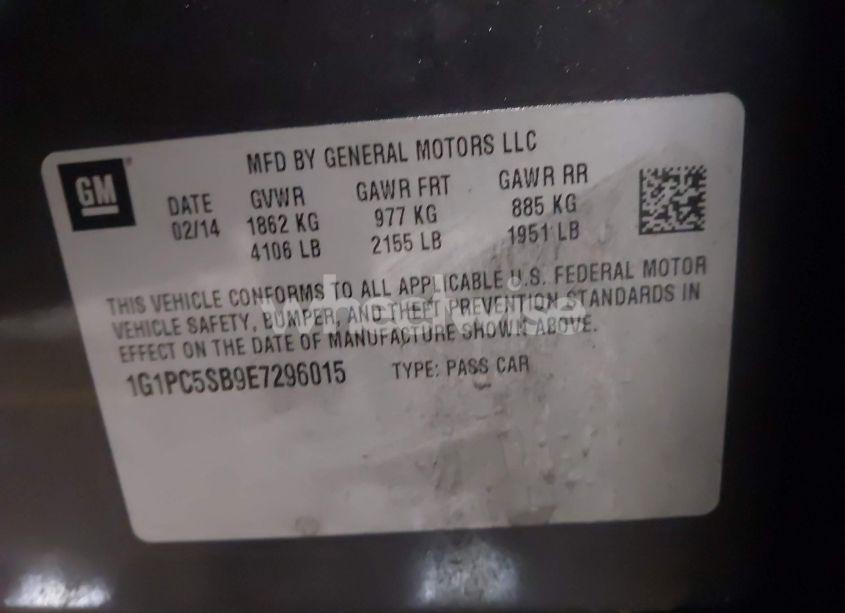 GM
MFD BY GENERAL MOTORS LLC
DATE GVWR GAWR FRT GAWR RR
02/14 1862 KG 977 KG 885 KG
4106 LB 2155 LB 1951 LB
THIS VEHICLE CONFORMS TO ALL APPLICABLE U.S. FEDERAL MOTOR
VEHICLE SAFETY, BUMPER, AND THEFT PREVENTION STANDARDS IN
EFFECT ON THE DATE OF MANUFACTURE SHOWN ABOVE.
1G1PC5SB9E7296015 TYPE: PASS CAR